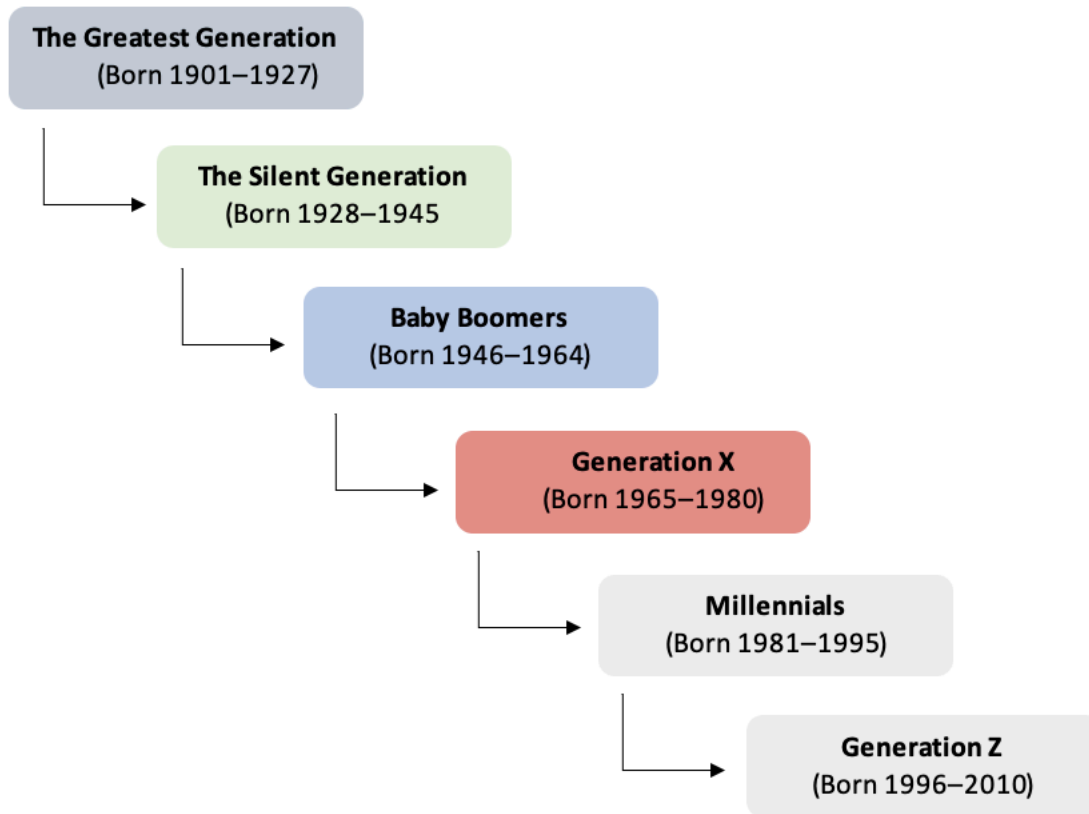 The Greatest Generation
(Born 1901–1927)
The Silent Generation
(Born 1928–1945
Baby Boomers
(Born 1946–1964)
Generation X
(Born 1965–1980)
Millennials
(Born 1981–1995)
Generation Z
(Born 1996–2010)